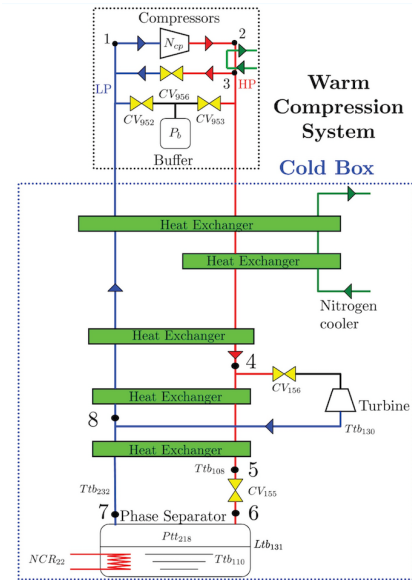 Compressors
1
N_cp
2
3
LP
HP
CV_956
CV_952
CV_953
P_b
Buffer
Warm
Compression
System
Cold Box
Heat Exchanger
Heat Exchanger
Nitrogen
cooler
Heat Exchanger
4
CV_156
Turbine
Heat Exchanger
8
Ttb_130
Heat Exchanger
Ttb_108
5
Ttb_232
CV_155
7
Phase Separator
6
Ptt_218
Ltb_131
NCR_22
Ttb_110